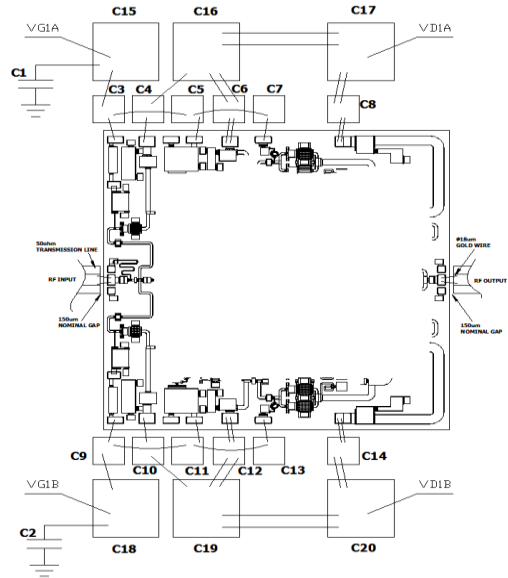 VG1A
C15
C16
C17
VD1A
C1
C3
C4
C5
C6
C7
C8
50ohm
TRANSMISSION LINE
RF INPUT
150um
NOMINAL GAP
Ø18um
GOLD WIRE
RF OUTPUT
150um
NOMINAL GAP
C9
C10
C11
C12
C13
C14
VG1B
VD1B
C2
C18
C19
C20